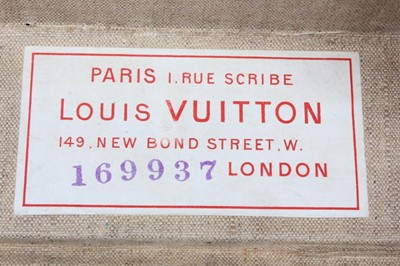 PARIS 1. RUE SCRIBE
LOUIS VUITTON
149, NEW BOND STREET. W.
169937 LONDON